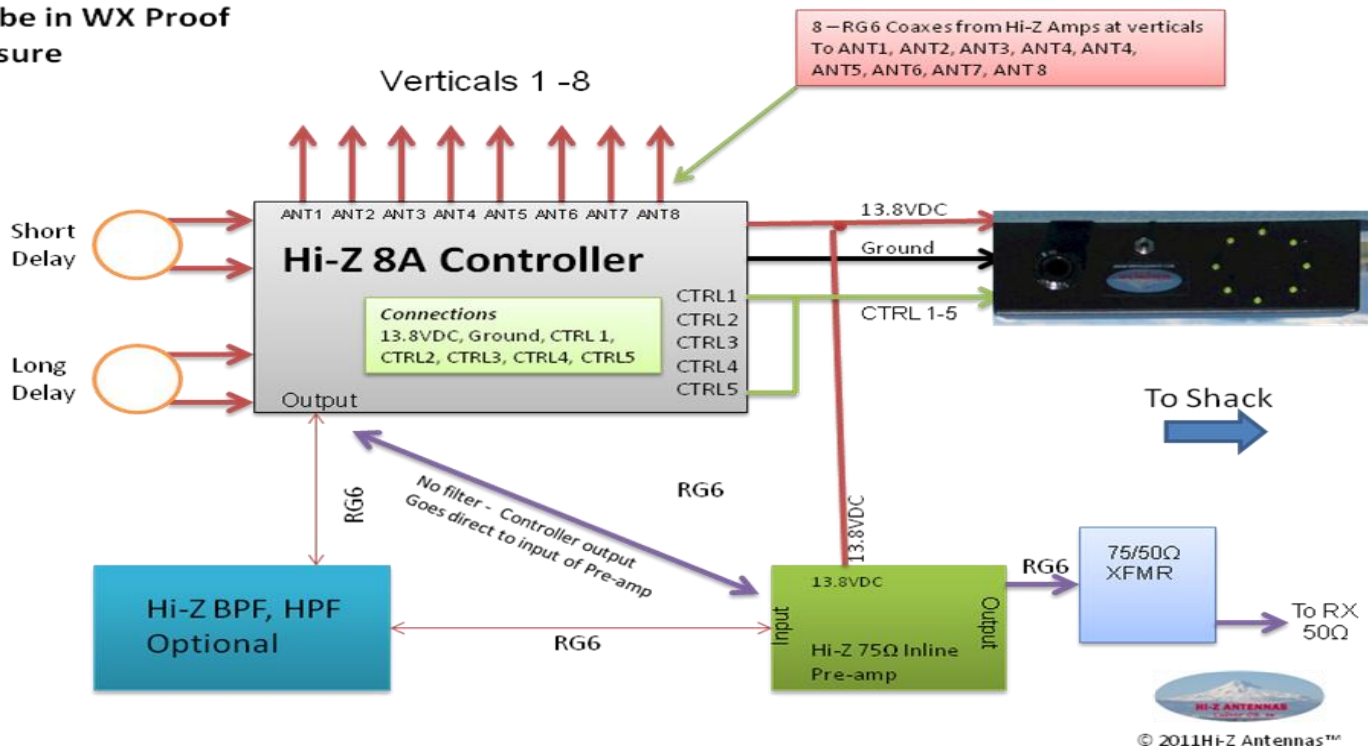 be in WX Proof
sure
8 – RG6 Coaxes from Hi-Z Amps at verticals
To ANT1, ANT2, ANT3, ANT4, ANT4,
ANT5, ANT6, ANT7, ANT 8
Verticals 1 -8
ANT1 ANT2 ANT3 ANT4 ANT5 ANT6 ANT7 ANT8
Short
Delay
Hi-Z 8A Controller
13.8VDC
Ground
CTRL 1-5
Connections
13.8VDC, Ground, CTRL 1,
CTRL2, CTRL3, CTRL4, CTRL5
CTRL1
CTRL2
CTRL3
CTRL4
CTRL5
Long
Delay
Output
To Shack
RG6
No filter - Controller output
Goes direct to input of Pre-amp
RG6
13.8VDC
Hi-Z BPF, HPF
Optional
RG6
13.8VDC
Input
Output
Hi-Z 75Ω Inline
Pre-amp
RG6
75/50Ω
XFMR
To RX
50Ω
HI-Z ANTENNAS
© 2011Hi-Z Antennas™